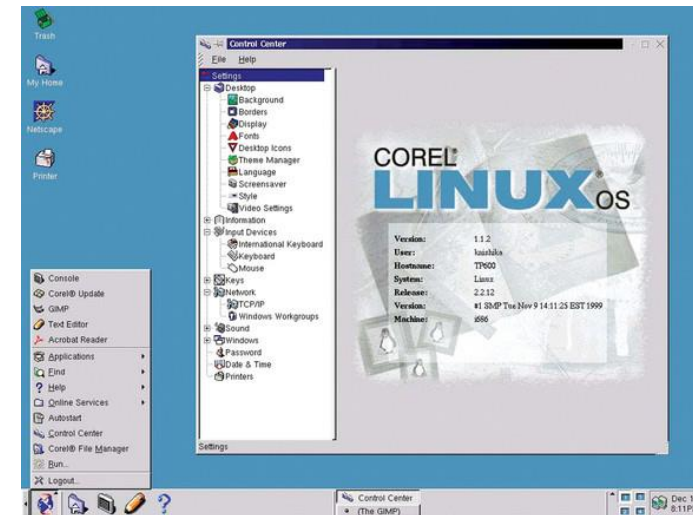 Trash
My Home
Netscape
Printer
Control Center
File Help
Settings
Desktop
Background
Borders
Display
Fonts
Desktop Icons
Theme Manager
Language
Screensaver
Style
Video Settings
Information
Input Devices
International Keyboard
Keyboard
Mouse
Keys
Network
TCP/IP
Windows Workgroups
Sound
Windows
Password
Date & Time
Printers
Settings
COREL®
LINUX® OS
Version: 1.1.2
User:
Hostname: TP600
System: Linux
Release: 2.2.12
Version: #1 SMP Tue Nov 9 14:11:25 EST 1999
Machine: i686
Console
Corel® Update
GIMP
Text Editor
Acrobat Reader
Applications
Find
Help
Online Services
Autostart
Control Center
Corel® File Manager
Run...
Logout...
Control Center
(The GIMP)
Dec 1
8:11P